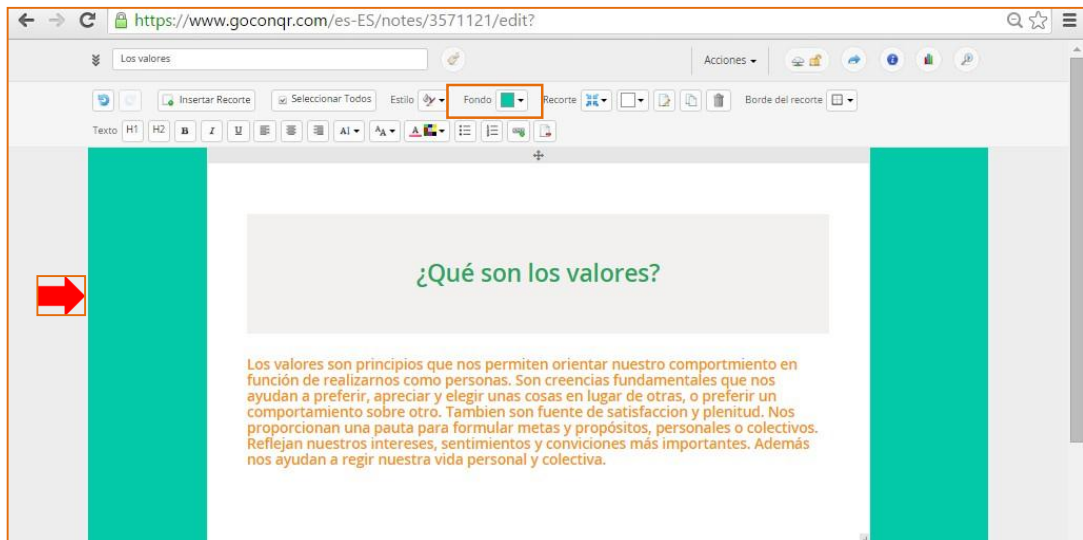 https://www.goconqr.com/es-ES/notes/3571121/edit?
Los valores
Acciones
Insertar Recorte Seleccionar Todos Estilo Fondo Recorte Borde del recorte
Texto H1 H2 B I U AI AA A
¿Qué son los valores?
Los valores son principios que nos permiten orientar nuestro comportmiento en
función de realizarnos como personas. Son creencias fundamentales que nos
ayudan a preferir, apreciar y elegir unas cosas en lugar de otras, o preferir un
comportamiento sobre otro. Tambien son fuente de satisfaccion y plenitud. Nos
proporcionan una pauta para formular metas y propósitos, personales o colectivos.
Reflejan nuestros intereses, sentimientos y conviciones más importantes. Además
nos ayudan a regir nuestra vida personal y colectiva.